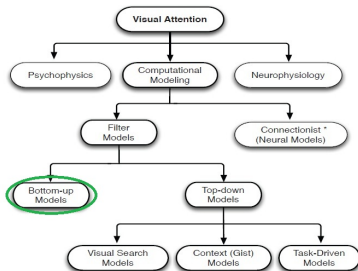 Visual Attention
Psychophysics
Computational
Modeling
Neurophysiology
Filter
Models
Connectionist *
(Neural Models)
Bottom-up
Models
Top-down
Models
Visual Search
Models
Context (Gist)
Models
Task-Driven
Models